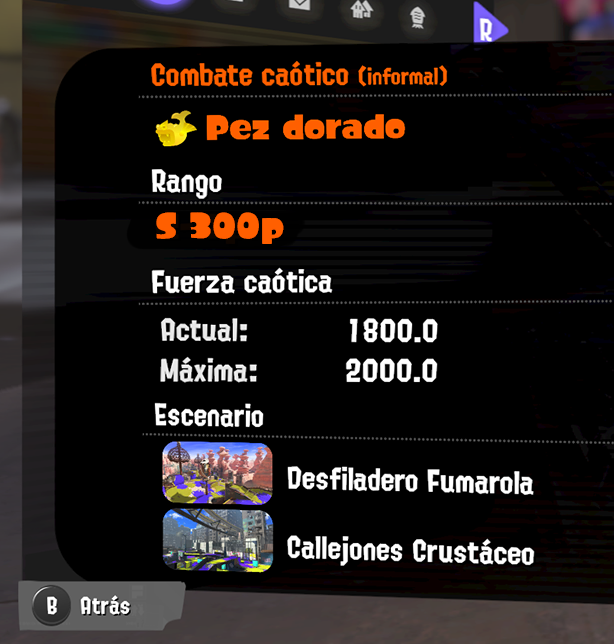 R
Combate caótico (informal)
Pez dorado
Rango
S 300p
Fuerza caótica
Actual: 1800.0
Máxima: 2000.0
Escenario
Desfiladero Fumarola
Callejones Crustáceo
B Atrás